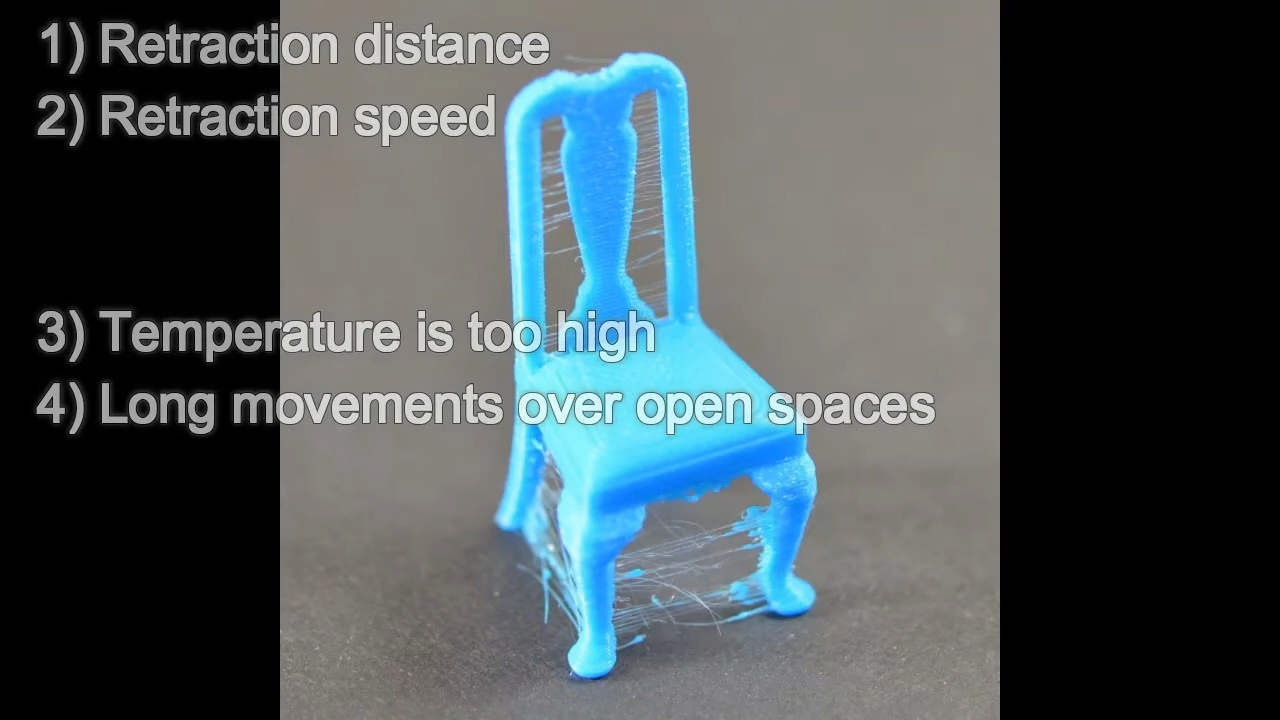 1) Retraction distance
2) Retraction speed
3) Temperature is too high
4) Long movements over open spaces